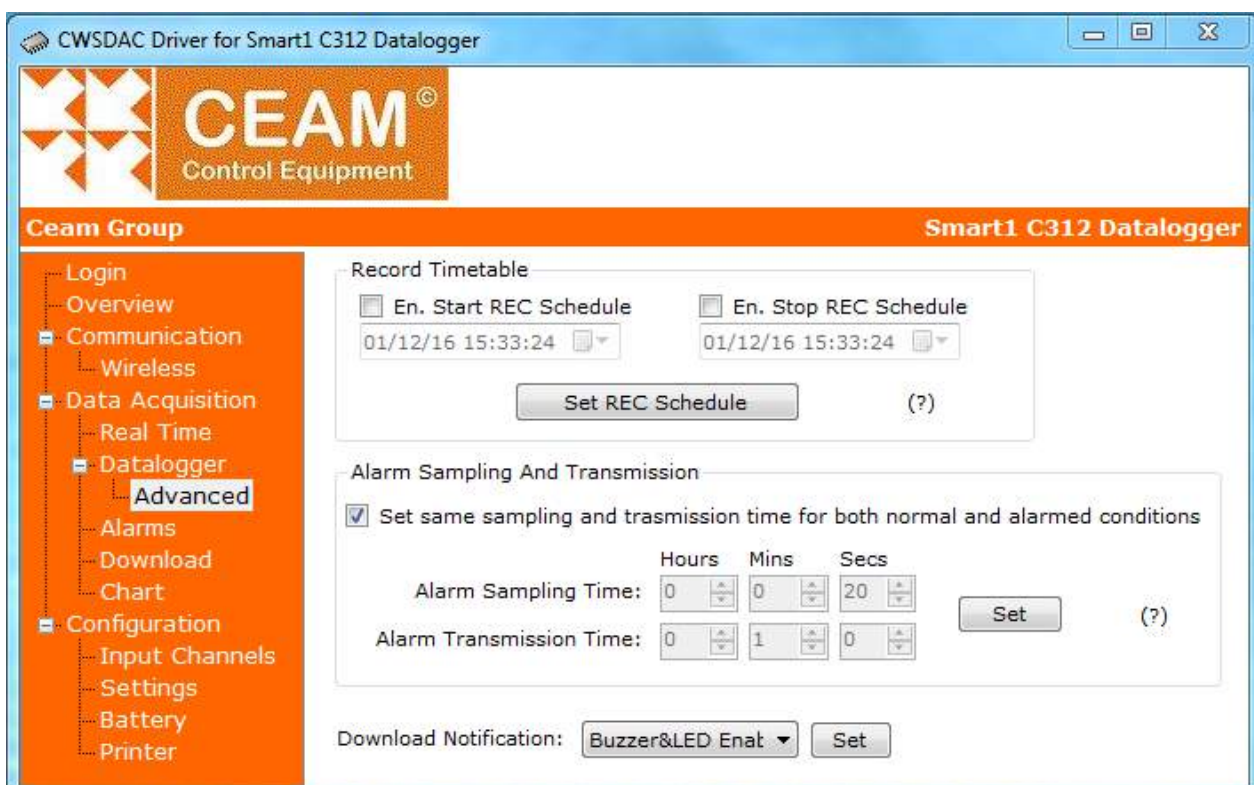 CWSDAC Driver for Smart1 C312 Datalogger
CEAM©
Control Equipment
Ceam Group
Smart1 C312 Datalogger
Login
Overview
Communication
Wireless
Data Acquisition
Real Time
Datalogger
Advanced
Alarms
Download
Chart
Configuration
Input Channels
Settings
Battery
Printer
Record Timetable
En. Start REC Schedule
En. Stop REC Schedule
01/12/16 15:33:24
01/12/16 15:33:24
Set REC Schedule
(?)
Alarm Sampling And Transmission
Set same sampling and trasmission time for both normal and alarmed conditions
Hours Mins Secs
Alarm Sampling Time: 0 0 20
Alarm Transmission Time: 0 1 0
Set
(?)
Download Notification: Buzzer&LED Enat Set